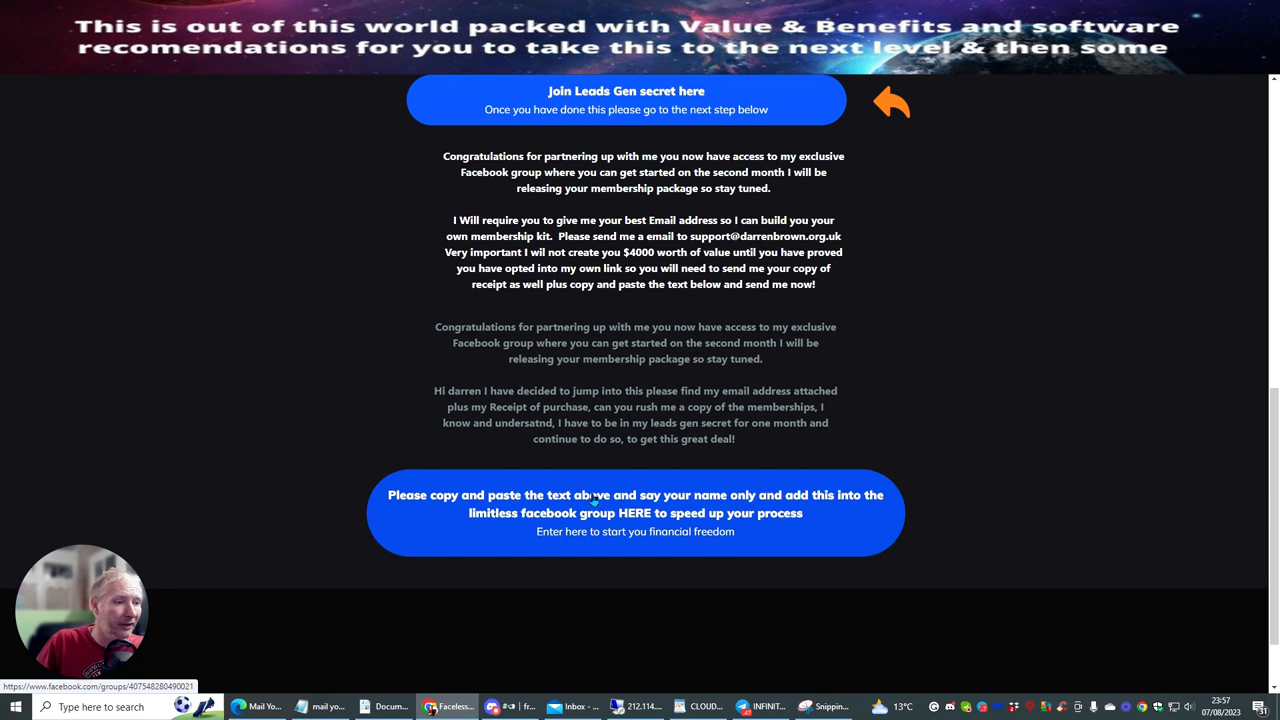 This is out of this world packed with Value & Benefits and software
recomendations for you to take this to the next level & then some
Join Leads Gen secret here
Once you have done this please go to the next step below
Congratulations for partnering up with me you now have access to my exclusive
Facebook group where you can get started on the second month I will be
releasing your membership package so stay tuned.
I Will require you to give me your best Email address so I can build you your
own membership kit. Please send me a email to support@darrenbrown.org.uk
Very important I wil not create you $4000 worth of value until you have proved
you have opted into my own link so you will need to send me your copy of
receipt as well plus copy and paste the text below and send me now!
Congratulations for partnering up with me you now have access to my exclusive
Facebook group where you can get started on the second month I will be
releasing your membership package so stay tuned.
Hi darren I have decided to jump into this please find my email address attached
plus my Receipt of purchase, can you rush me a copy of the memberships, I
know and undersatnd, I have to be in my leads gen secret for one month and
continue to do so, to get this great deal!
Please copy and paste the text above and say your name only and add this into the
limitless facebook group HERE to speed up your process
Enter here to start you financial freedom
https://www.facebook.com/groups/407548280490021
Type here to search
Mail Yo...
mail yo...
Docum...
Faceless...
#📣 | fr...
Inbox - ...
212.114....
CLOUD...
INFINIT...
Snippin...
13°C
23:57
07/08/2023